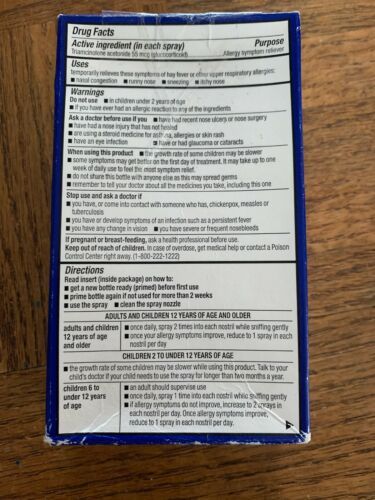 Drug Facts
Active ingredient (in each spray) Purpose
Triamcinolone acetonide 55 mcg (glucocorticoid) Allergy symptom reliever
Uses
temporarily relieves these symptoms of hay fever or other upper respiratory allergies:
■ nasal congestion ■ runny nose ■ sneezing ■ itchy nose
Warnings
Do not use ■ in children under 2 years of age
■ if you have ever had an allergic reaction to any of the ingredients
Ask a doctor before use if you ■ have had recent nose ulcers or nose surgery
■ have had a nose injury that has not healed
■ are using a steroid medicine for asthma, allergies or skin rash
■ have an eye infection ■ have or had glaucoma or cataracts
When using this product ■ the growth rate of some children may be slower
■ some symptoms may get better on the first day of treatment. It may take up to one
week of daily use to feel the most symptom relief.
■ do not share this bottle with anyone else as this may spread germs
■ remember to tell your doctor about all the medicines you take, including this one
Stop use and ask a doctor if
■ you have, or come into contact with someone who has, chickenpox, measles or
tuberculosis
■ you have or develop symptoms of an infection such as a persistent fever
■ you have any change in vision ■ you have severe or frequent nosebleeds
If pregnant or breast-feeding, ask a health professional before use.
Keep out of reach of children. In case of overdose, get medical help or contact a Poison
Control Center right away. (1-800-222-1222)
Directions
Read insert (inside package) on how to:
■ get a new bottle ready (primed) before first use
■ prime bottle again if not used for more than 2 weeks
■ use the spray ■ clean the spray nozzle
ADULTS AND CHILDREN 12 YEARS OF AGE AND OLDER
adults and children
12 years of age
and older
■ once daily, spray 2 times into each nostril while sniffing gently
■ once your allergy symptoms improve, reduce to 1 spray in each
nostril per day
CHILDREN 2 TO UNDER 12 YEARS OF AGE
■ the growth rate of some children may be slower while using this product. Talk to your
child's doctor if your child needs to use the spray for longer than two months a year.
children 6 to
under 12 years
of age
■ an adult should supervise use
■ once daily, spray 1 time into each nostril while sniffing gently
■ if allergy symptoms do not improve, increase to 2 sprays in
each nostril per day. Once allergy symptoms improve,
reduce to 1 spray in each nostril per day.